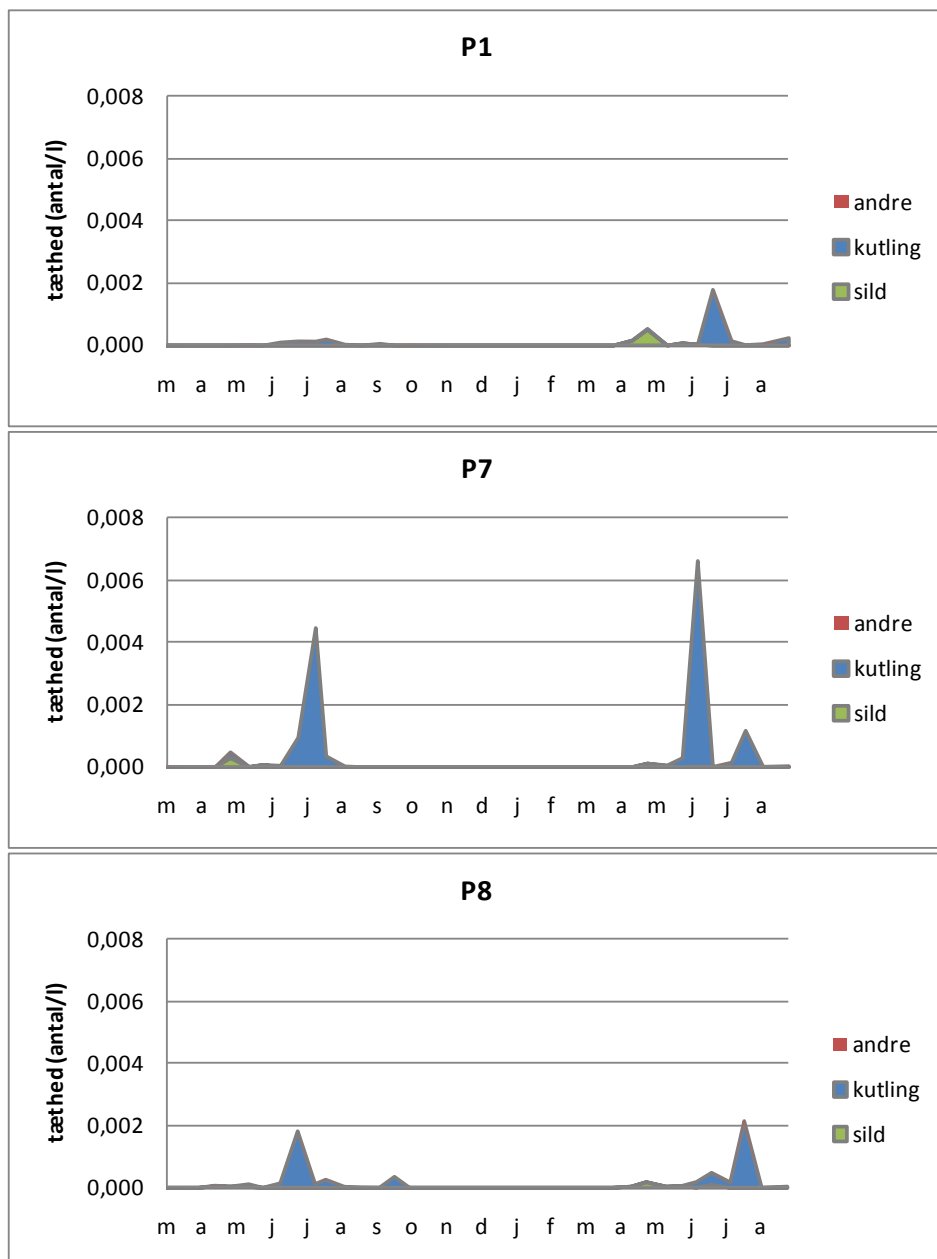 P1
tæthed (antal/l)
0,008
0,006
0,004
0,002
0,000
m a m j j a s o n d j f m a m j j a
andre
kutling
sild
P7
tæthed (antal/l)
0,008
0,006
0,004
0,002
0,000
m a m j j a s o n d j f m a m j j a
andre
kutling
sild
P8
tæthed (antal/l)
0,008
0,006
0,004
0,002
0,000
m a m j j a s o n d j f m a m j j a
andre
kutling
sild